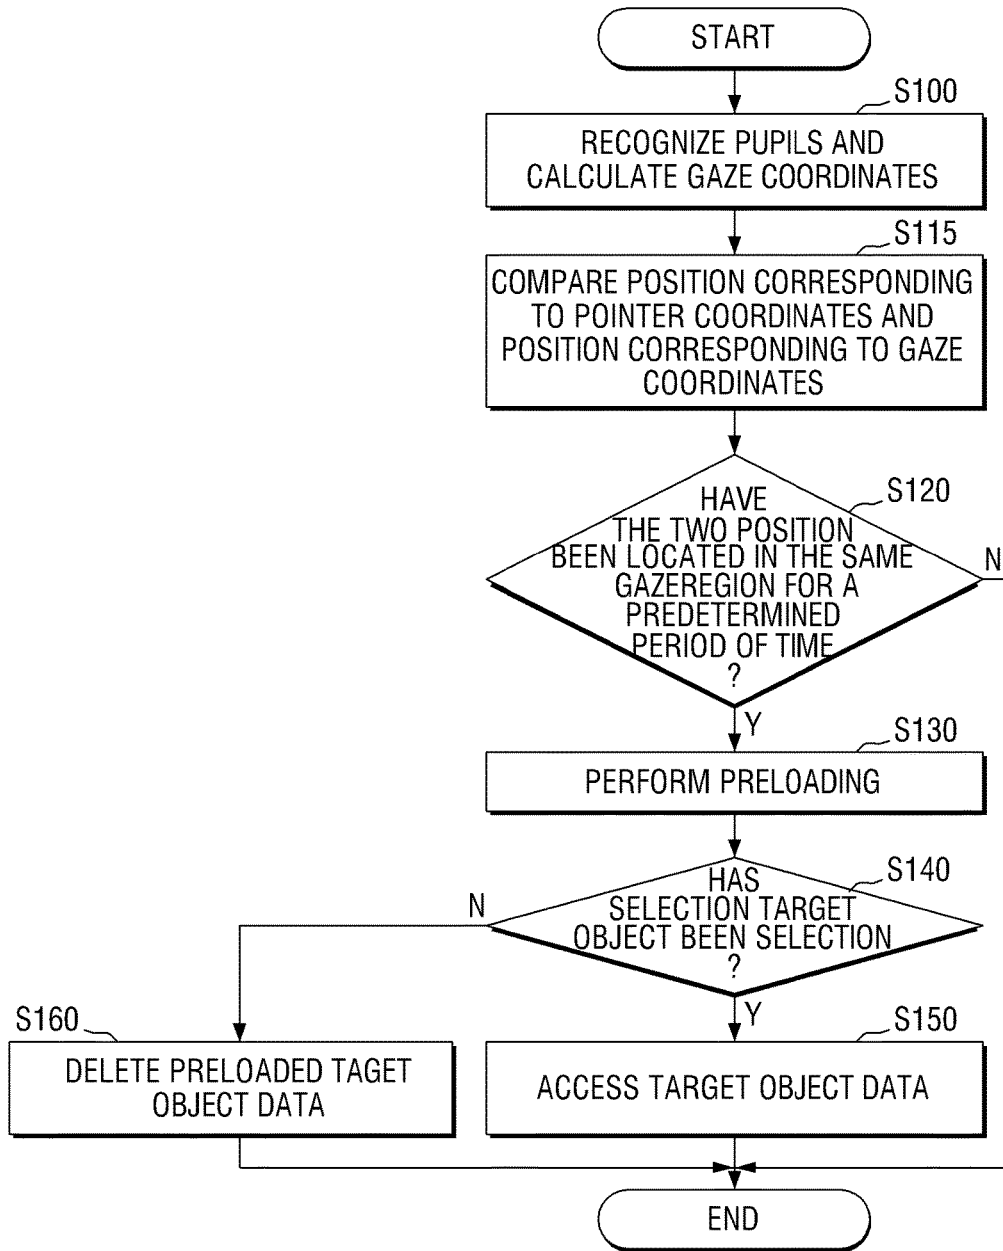 START
S100
RECOGNIZE PUPILS AND
CALCULATE GAZE COORDINATES
S115
COMPARE POSITION CORRESPONDING
TO POINTER COORDINATES AND
POSITION CORRESPONDING TO GAZE
COORDINATES
S120
HAVE
THE TWO POSITION
BEEN LOCATED IN THE SAME
GAZEREGION FOR A
PREDETERMINED
PERIOD OF TIME
?
N
Y
S130
PERFORM PRELOADING
S140
HAS
SELECTION TARGET
OBJECT BEEN SELECTION
?
N
Y
S160
DELETE PRELOADED TAGET
OBJECT DATA
S150
ACCESS TARGET OBJECT DATA
END